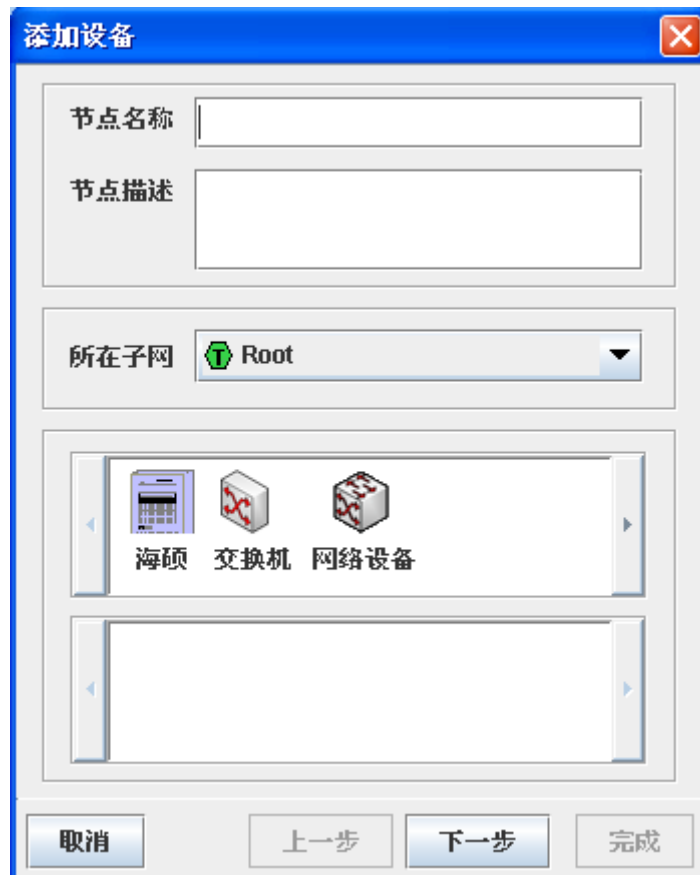 添加设备
节点名称
节点描述
所在子网 T Root
海硕 交换机 网络设备
取消 上一步 下一步 完成